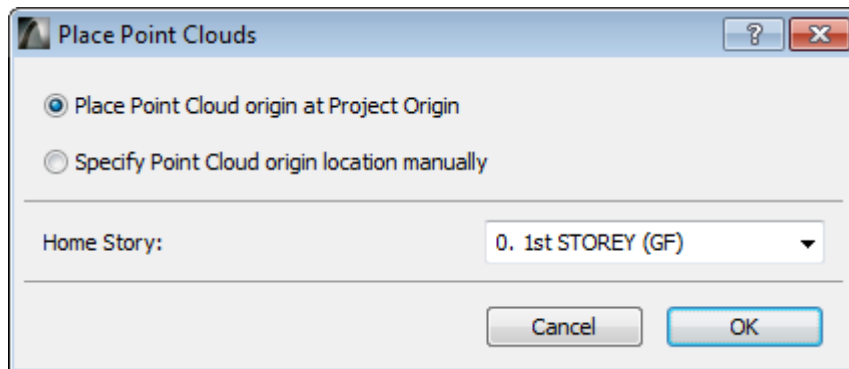 Place Point Clouds
?
Place Point Cloud origin at Project Origin
Specify Point Cloud origin location manually
Home Story: 0. 1st STOREY (GF)
Cancel OK